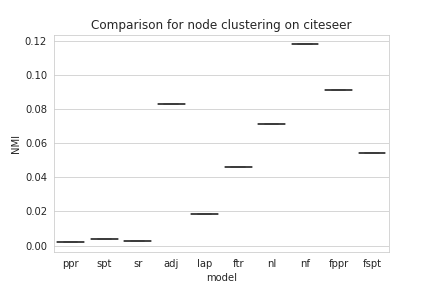 Comparison for node clustering on citeseer
0.12
0.10
0.08
0.06
0.04
0.02
0.00
NMI
ppr spt sr adj lap ftr nl nf fppr fspt
model